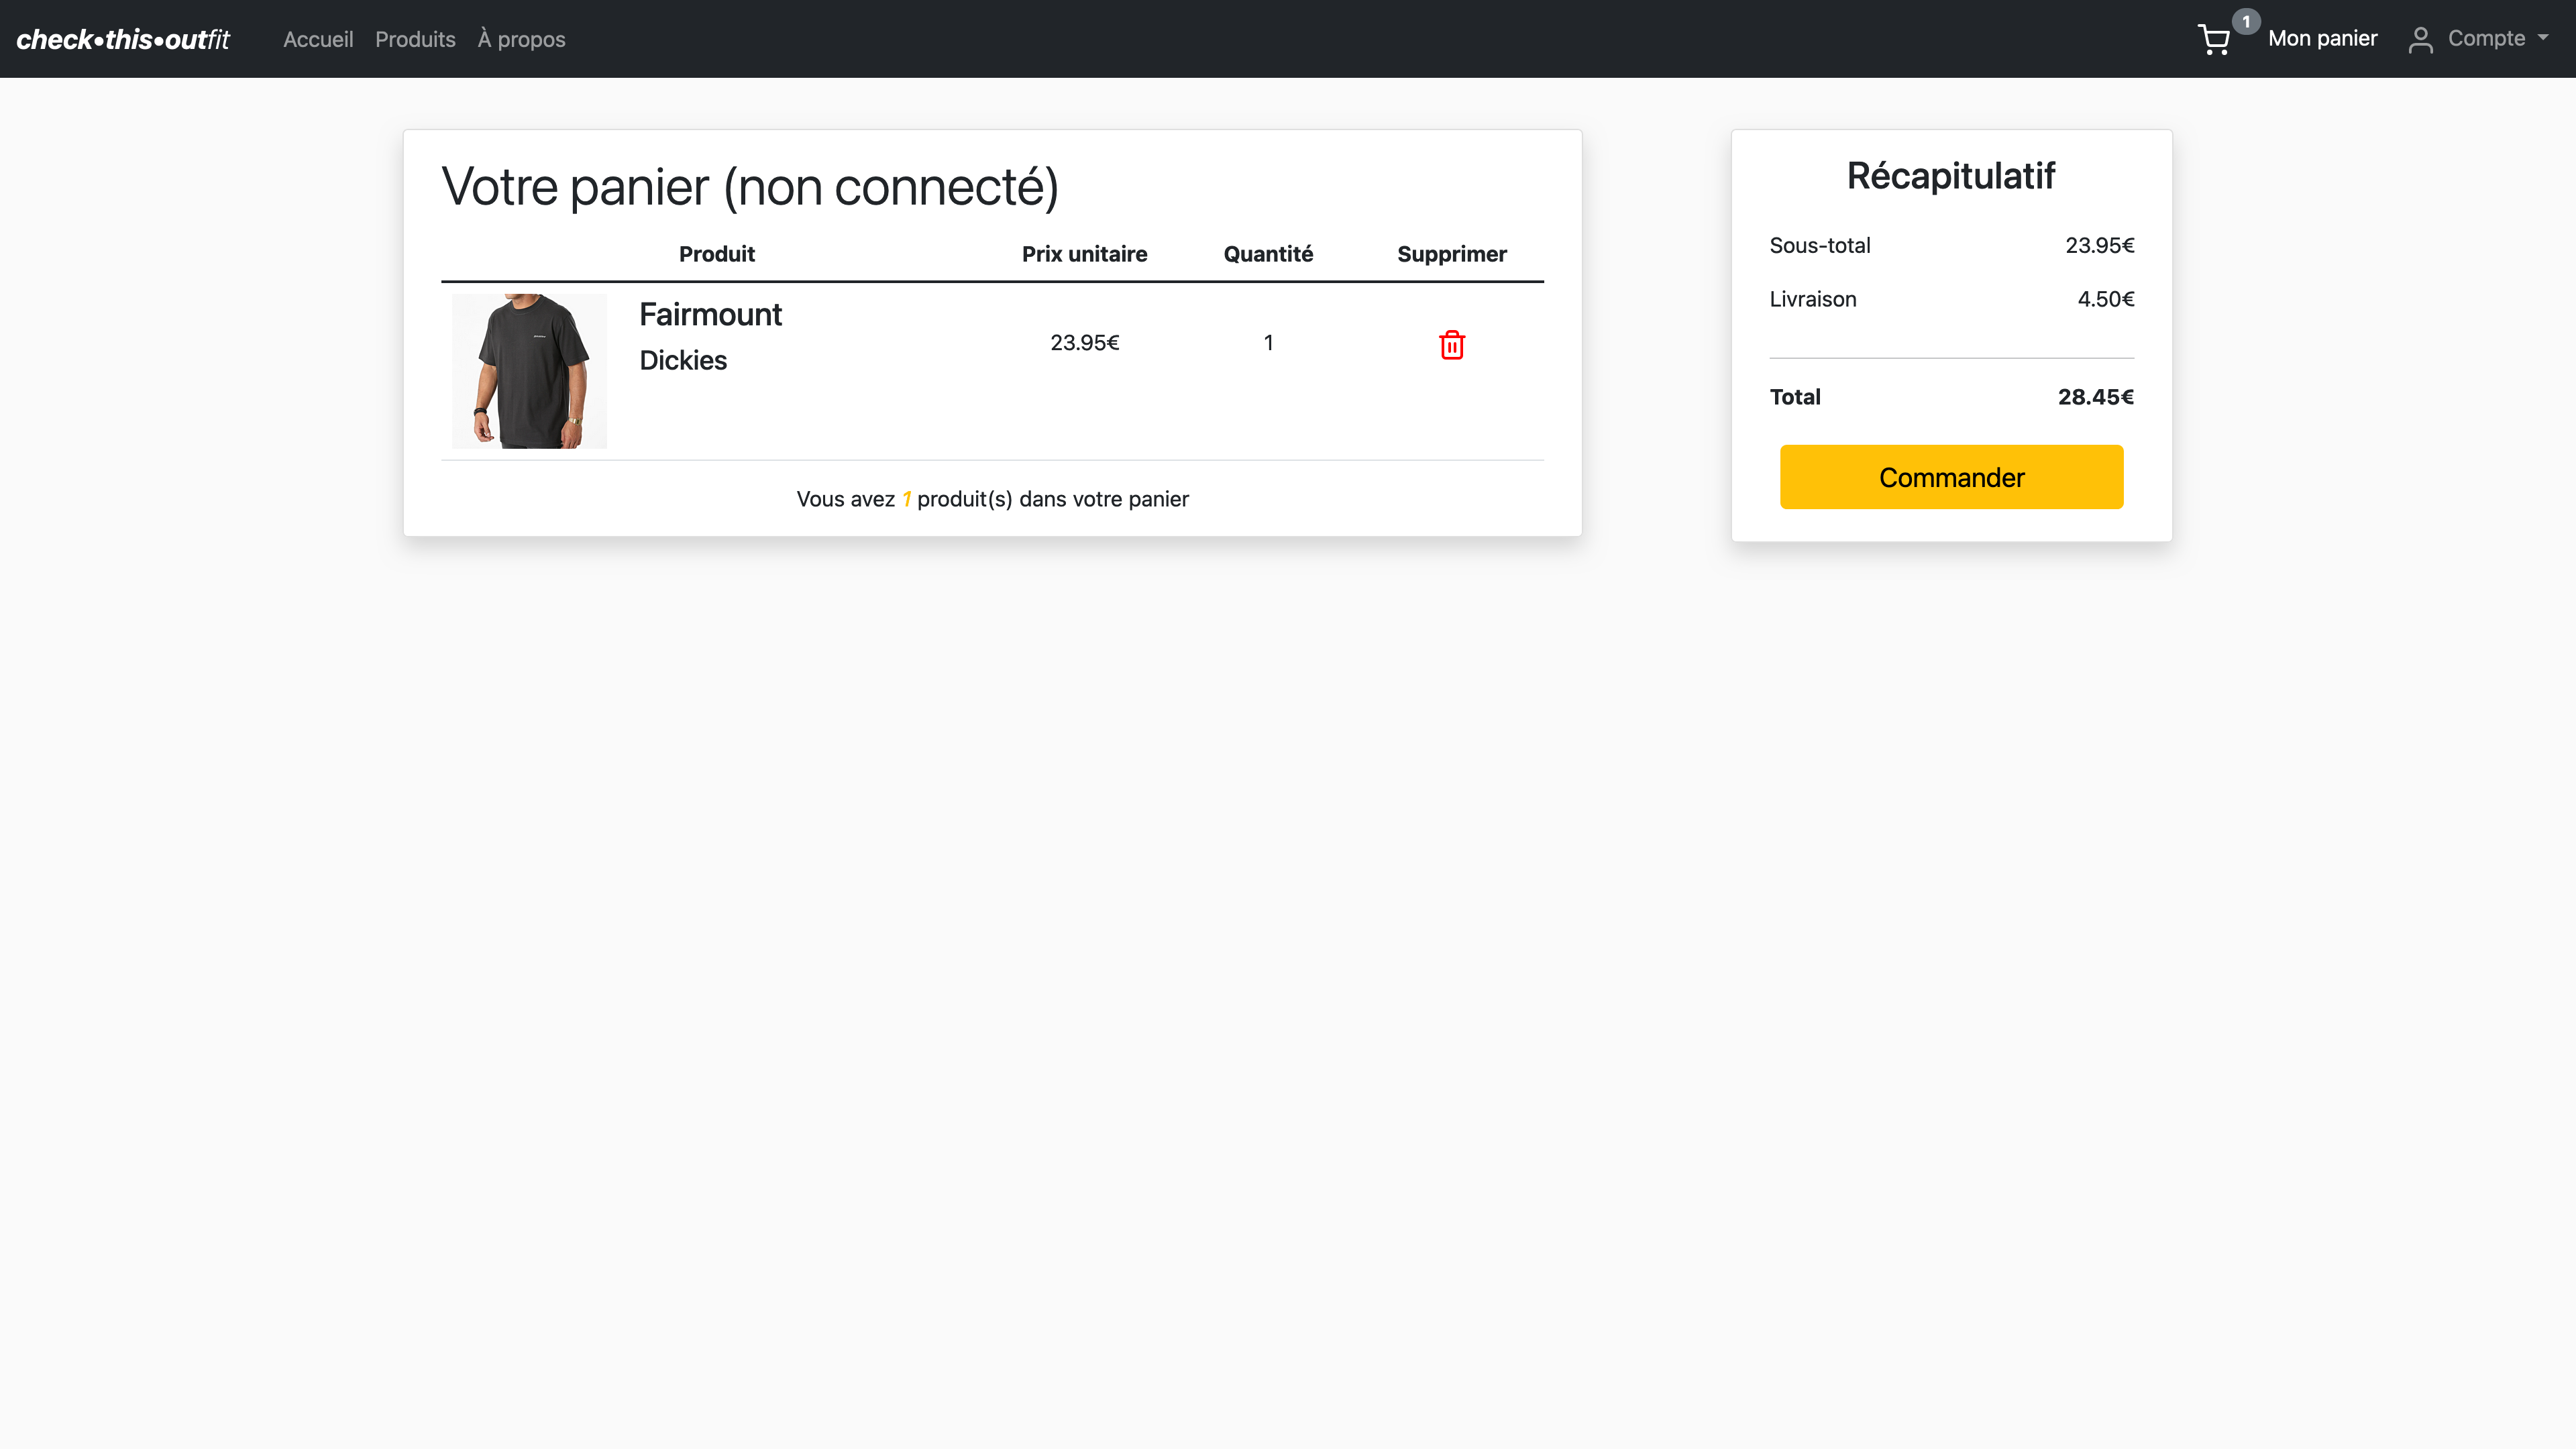 check•this•outfit Accueil Produits À propos 1 Mon panier Compte
Votre panier (non connecté)
Produit Prix unitaire Quantité Supprimer
Fairmount
Dickies
23.95€ 1
Vous avez 1 produit(s) dans votre panier
Récapitulatif
Sous-total 23.95€
Livraison 4.50€
Total 28.45€
Commander